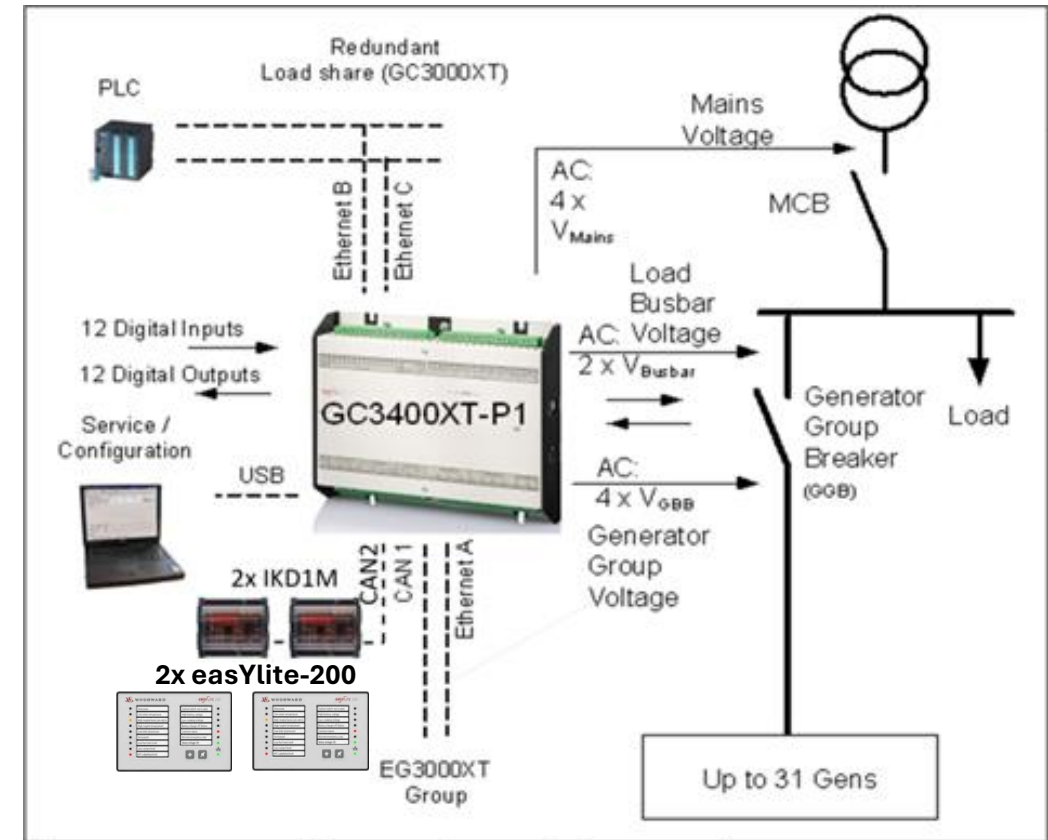 Redundant
Load share (GC3000XT)
PLC
Ethernet B
Ethernet C
Mains
Voltage
AC:
4 x
VMains
MCB
12 Digital Inputs
12 Digital Outputs
Service /
Configuration
USB
GC3400XT-P1
Load
Busbar
Voltage
AC:
2 x VBusbar
AC:
4 x VGBB
Generator
Group
Voltage
Generator
Group
Breaker
(GGB)
Load
2x IKD1M
CAN2
CAN 1
Ethernet A
2x easYlite-200
WOODWARD
WOODWARD
EG3000XT
Group
Up to 31 Gens